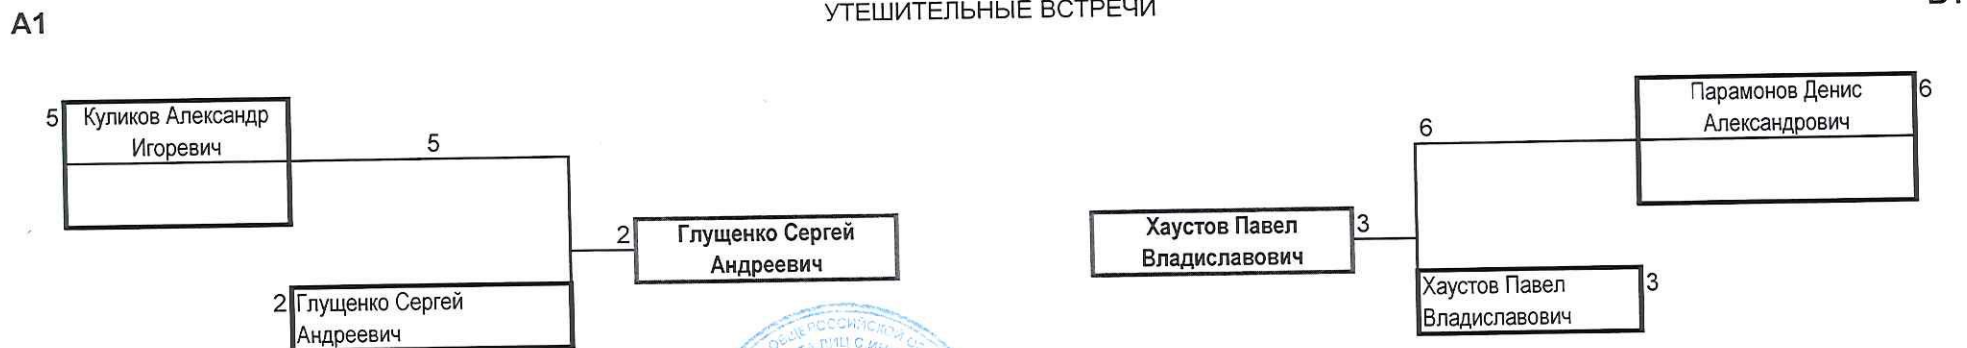 УТЕШИТЕЛЬНЫЕ ВСТРЕЧИ
А1
5
Куликов Александр
Игоревич
5
2
Глущенко Сергей
Андреевич
2
Глущенко Сергей
Андреевич
Парамонов Денис
Александрович
6
6
Хаустов Павел
Владиславович
3
Хаустов Павел
Владиславович
3